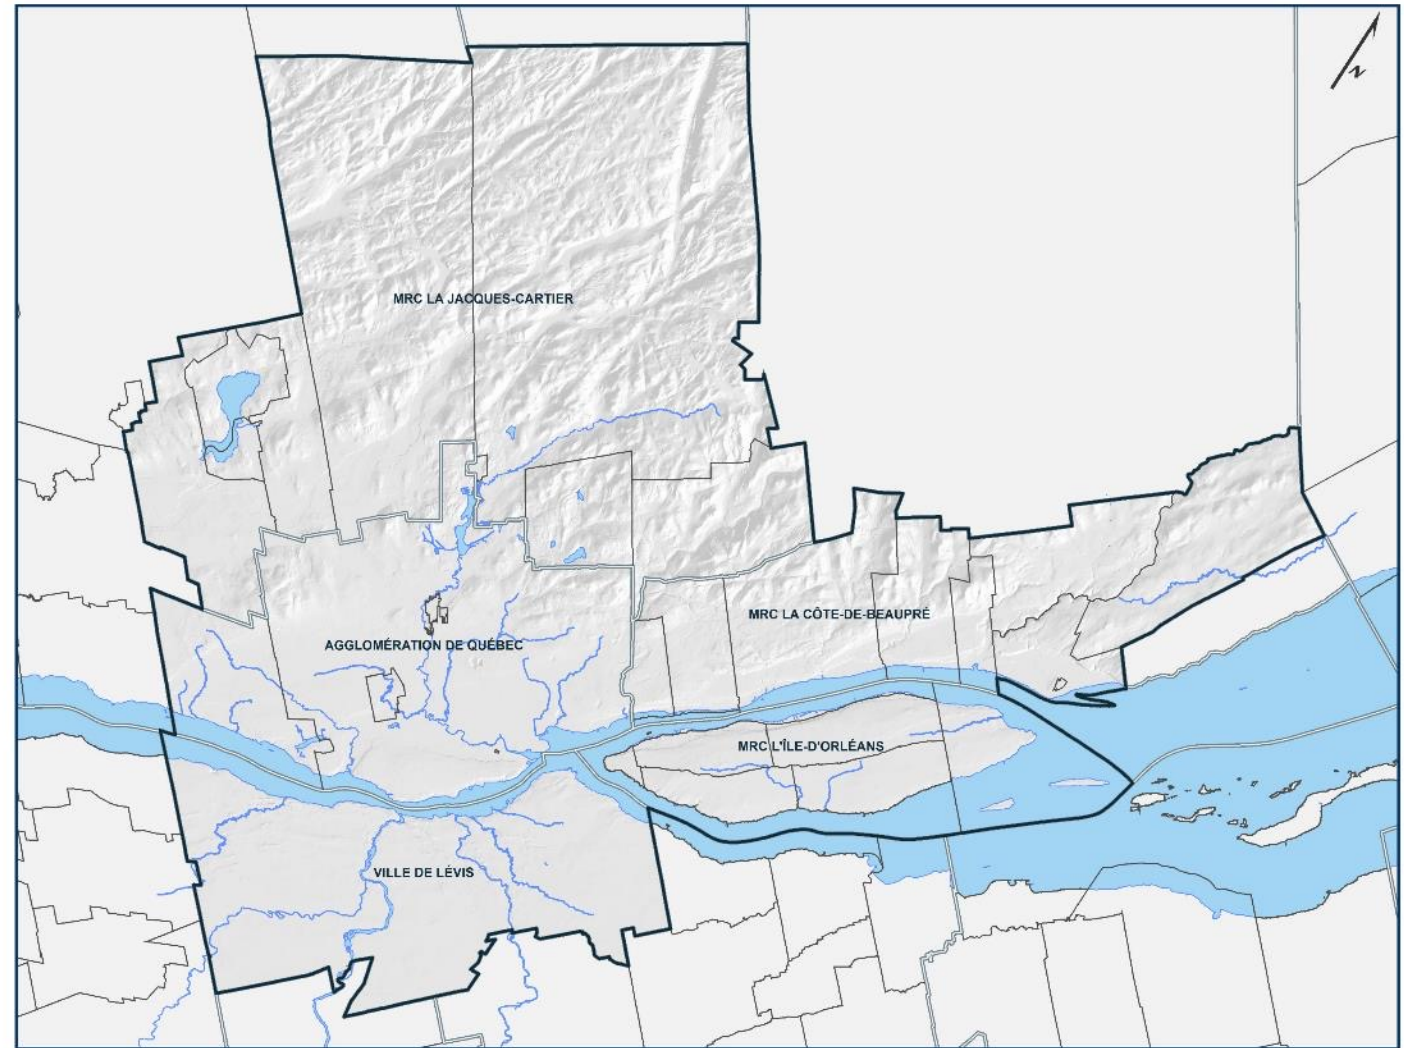 N
MRC LA JACQUES-CARTIER
MRC LA CÔTE-DE-BEAUPRÉ
AGGLOMÉRATION DE QUÉBEC
MRC L'ÎLE-D'ORLÉANS
VILLE DE LÉVIS